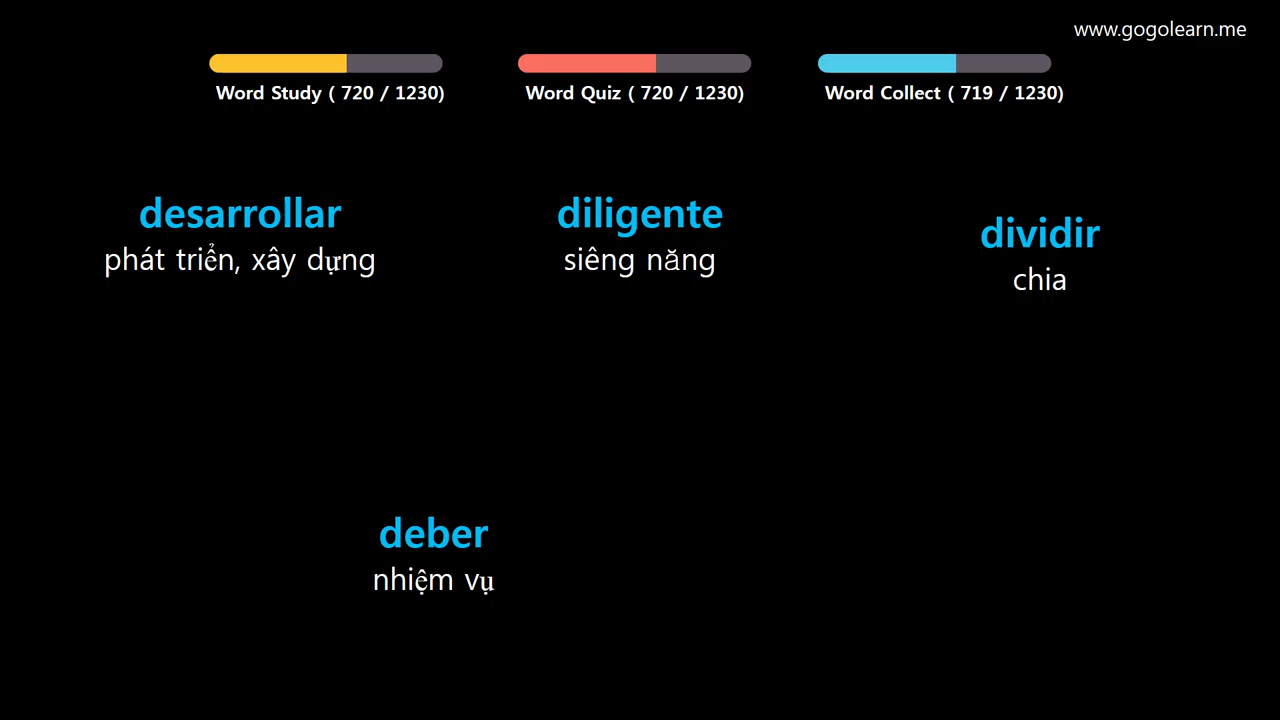 www.gogolearn.me
Word Study ( 720 / 1230)
Word Quiz ( 720 / 1230)
Word Collect ( 719 / 1230)
desarrollar
phát triển, xây dựng
diligente
siêng năng
dividir
chia
deber
nhiệm vụ